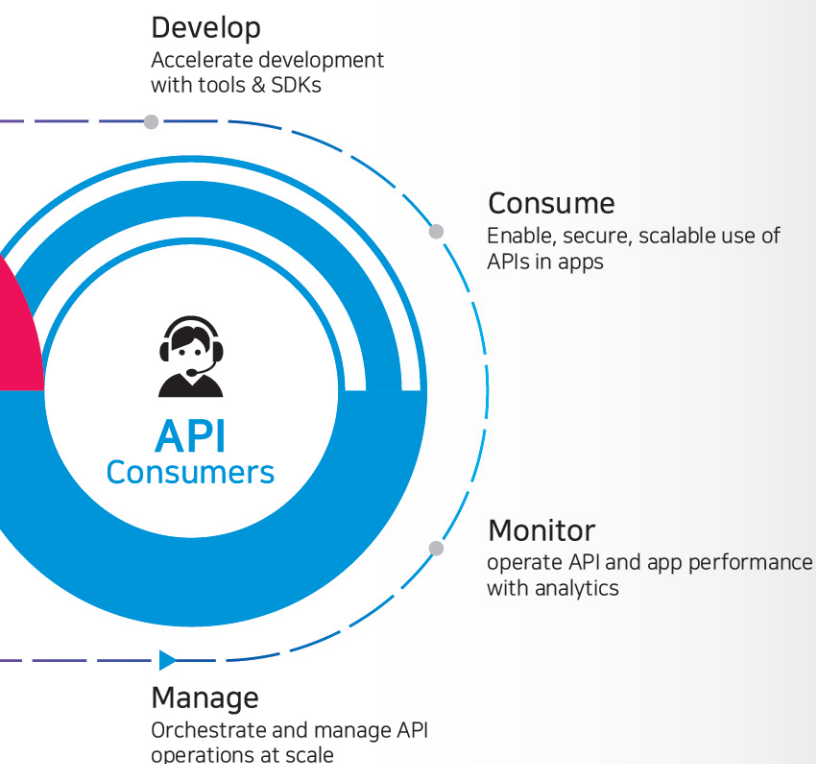 Develop
Accelerate development
with tools & SDKs
Consume
Enable, secure, scalable use of
APIs in apps
API
Consumers
Monitor
operate API and app performance
with analytics
Manage
Orchestrate and manage API
operations at scale